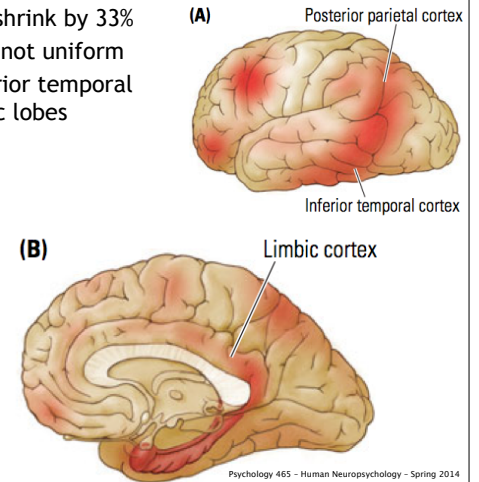 shrink by 33%
not uniform
rior temporal
c lobes
(A)
Posterior parietal cortex
Inferior temporal cortex
(B)
Limbic cortex
Psychology 465 – Human Neuropsychology – Spring 2014